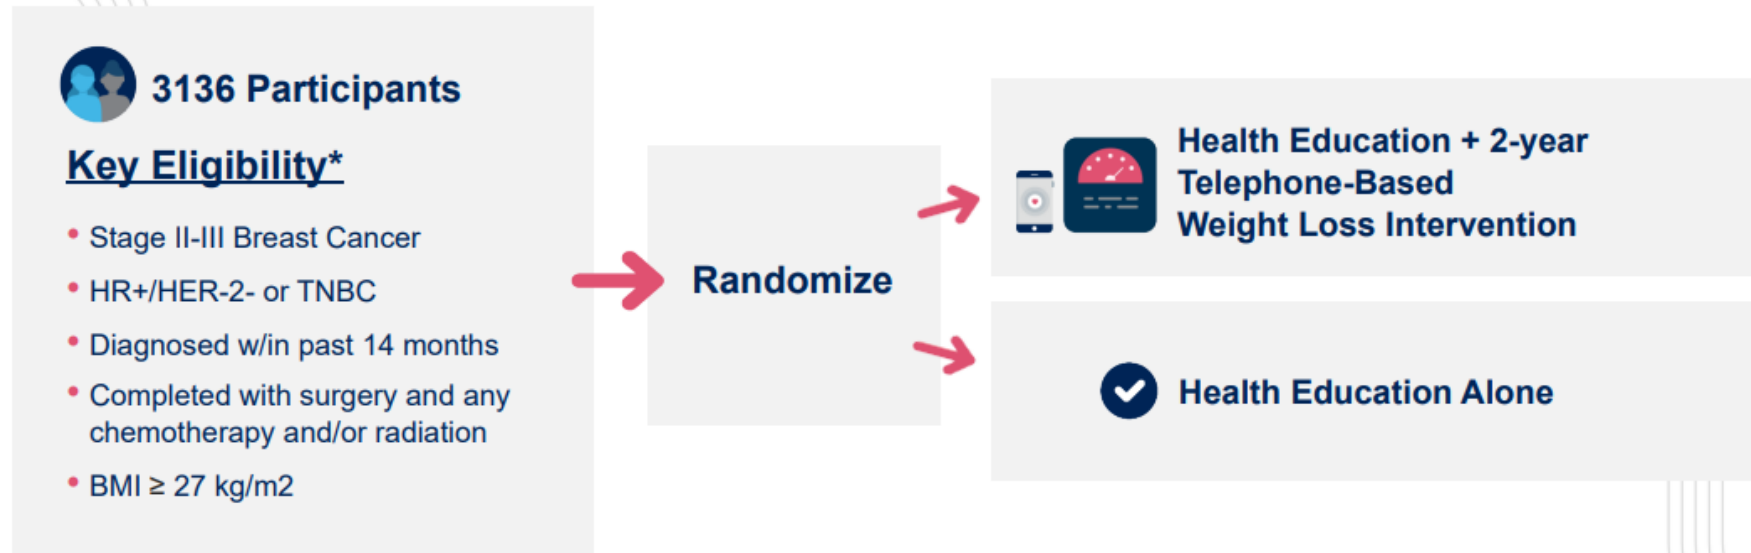 3136 Participants
Key Eligibility*
• Stage II-III Breast Cancer
• HR+/HER-2- or TNBC
• Diagnosed w/in past 14 months
• Completed with surgery and any
chemotherapy and/or radiation
• BMI ≥ 27 kg/m2
Randomize
Health Education + 2-year
Telephone-Based
Weight Loss Intervention
Health Education Alone